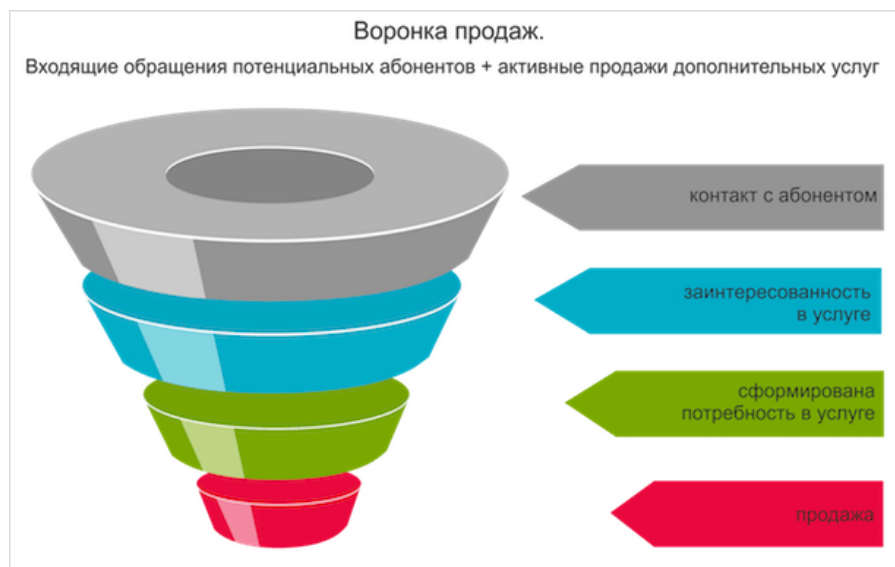 Воронка продаж.
Входящие обращения потенциальных абонентов + активные продажи дополнительных услуг
контакт с абонентом
заинтересованность
в услуге
сформирована
потребность в услуге
продажа